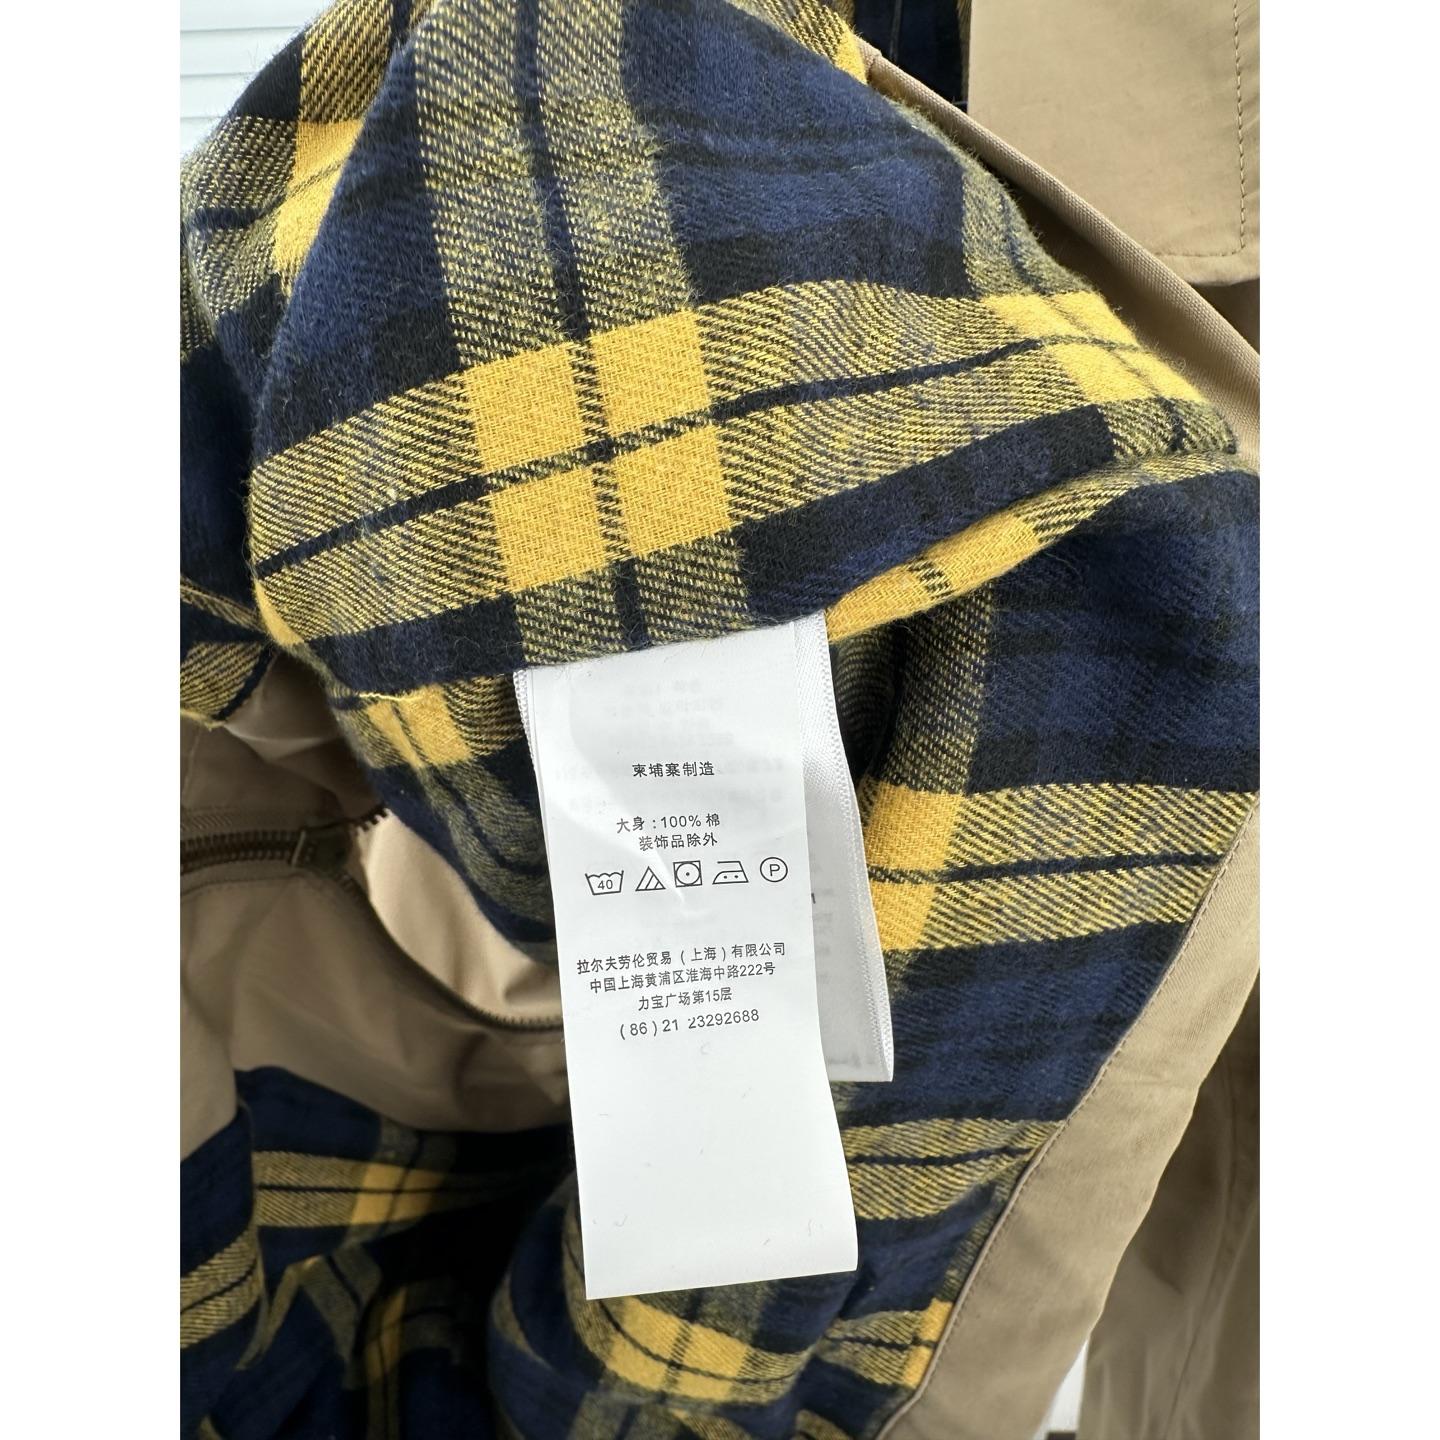 柬埔寨制造
大身：100% 棉
装饰品除外
40
P
拉尔夫劳伦贸易（上海）有限公司
中国上海黄浦区淮海中路222号
力宝广场第15层
(86) 21 23292688